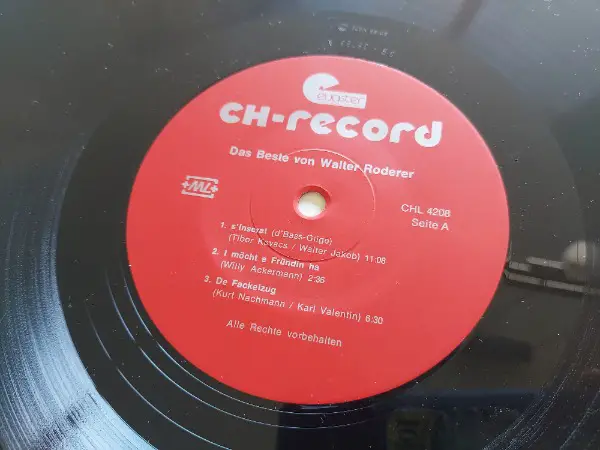 eugster
CH-record
Das Beste von Walter Roderer
ML
CHL 4208
Seite A
1. s'Inserat (d'Bass-Giige)
(Tibor Kovacs / Walter Jakob) 11:08
2. I möcht e Fründin ha
(Willy Ackermann) 2:36
3. De Fackelzug
(Kurt Nachmann / Karl Valentin) 6:30
Alle Rechte vorbehalten